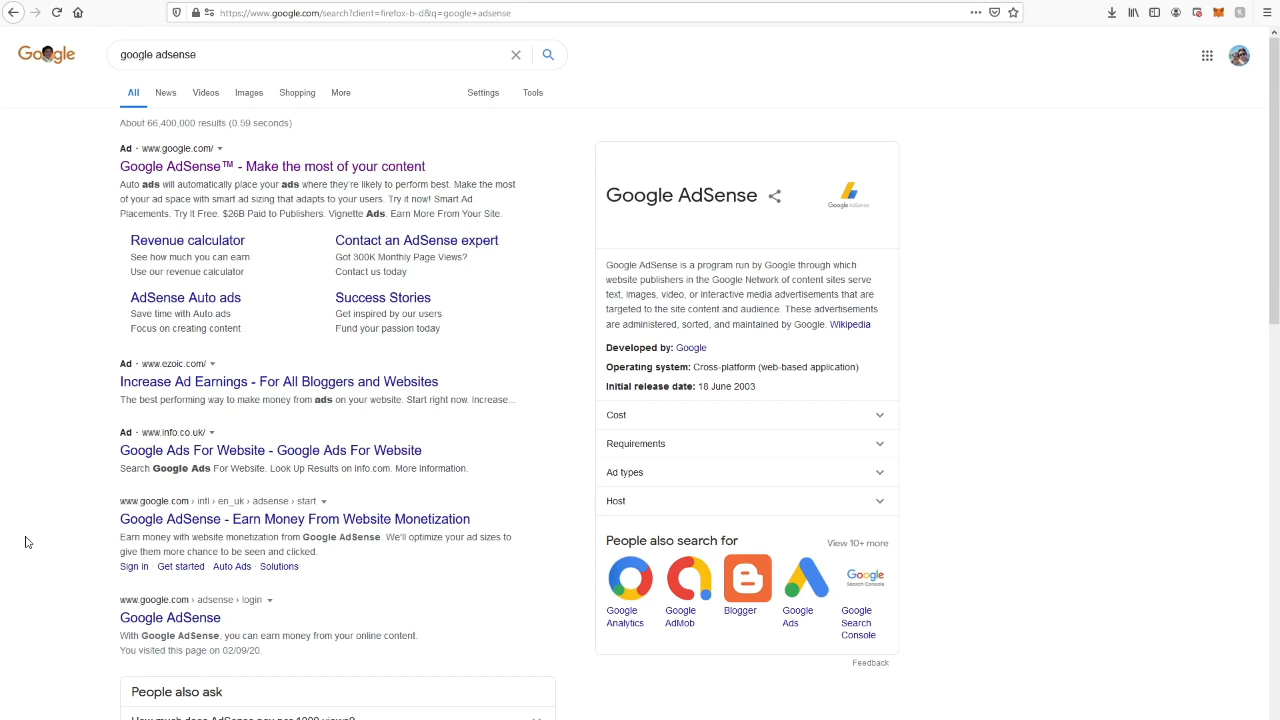 https://www.google.com/search?client=firefox-b-d&q=google+adsense
Google
google adsense
All News Videos Images Shopping More Settings Tools
About 66,400,000 results (0.59 seconds)
Ad · www.google.com/
Google AdSense™ - Make the most of your content
Auto ads will automatically place your ads where they're likely to perform best. Make the most
of your ad space with smart ad sizing that adapts to your users. Try it now! Smart Ad
Placements. Try It Free. $26B Paid to Publishers. Vignette Ads. Earn More From Your Site.
Revenue calculator
See how much you can earn
Use our revenue calculator
Contact an AdSense expert
Got 300K Monthly Page Views?
Contact us today
AdSense Auto ads
Save time with Auto ads
Focus on creating content
Success Stories
Get inspired by our users
Fund your passion today
Ad · www.ezoic.com/
Increase Ad Earnings - For All Bloggers and Websites
The best performing way to make money from ads on your website. Start right now. Increase...
Ad · www.info.co.uk/
Google Ads For Website - Google Ads For Website
Search Google Ads For Website. Look Up Results on Info.com. More Information.
www.google.com › intl › en_uk › adsense › start
Google AdSense - Earn Money From Website Monetization
Earn money with website monetization from Google AdSense. We'll optimize your ad sizes to
give them more chance to be seen and clicked.
Sign in · Get started · Auto Ads · Solutions
www.google.com › adsense › login
Google AdSense
With Google AdSense, you can earn money from your online content.
You visited this page on 02/09/20.
People also ask
How much does AdSense pay per 1000 views?
Google AdSense
Google AdSense
Google AdSense is a program run by Google through which
website publishers in the Google Network of content sites serve
text, images, video, or interactive media advertisements that are
targeted to the site content and audience. These advertisements
are administered, sorted, and maintained by Google. Wikipedia
Developed by: Google
Operating system: Cross-platform (web-based application)
Initial release date: 18 June 2003
Cost
Requirements
Ad types
Host
People also search for
View 10+ more
Google
Search Console
Google
Analytics
Google
AdMob
Blogger
Google
Ads
Google
Search
Console
Feedback